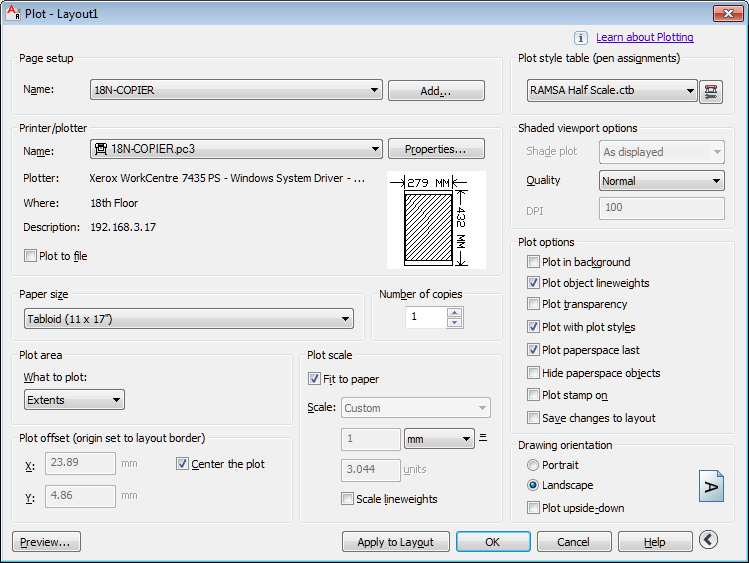 Plot - Layout1
Learn about Plotting
Page setup
Name:
18N-COPIER
Add...
Printer/plotter
Name:
18N-COPIER.pc3
Properties...
Plotter:
Xerox WorkCentre 7435 PS - Windows System Driver - ...
Where:
18th Floor
Description:
192.168.3.17
Plot to file
279 MM
432 MM
Paper size
Tabloid (11 x 17")
Number of copies
1
Plot area
What to plot:
Extents
Plot offset (origin set to layout border)
X:
23.89
mm
Center the plot
Y:
4.86
mm
Plot scale
Fit to paper
Scale:
Custom
1
mm
=
3.044
units
Scale lineweights
Plot style table (pen assignments)
RAMSA Half Scale.ctb
Shaded viewport options
Shade plot
As displayed
Quality
Normal
DPI
100
Plot options
Plot in background
Plot object lineweights
Plot transparency
Plot with plot styles
Plot paperspace last
Hide paperspace objects
Plot stamp on
Save changes to layout
Drawing orientation
Portrait
Landscape
Plot upside-down
A
Preview...
Apply to Layout
OK
Cancel
Help